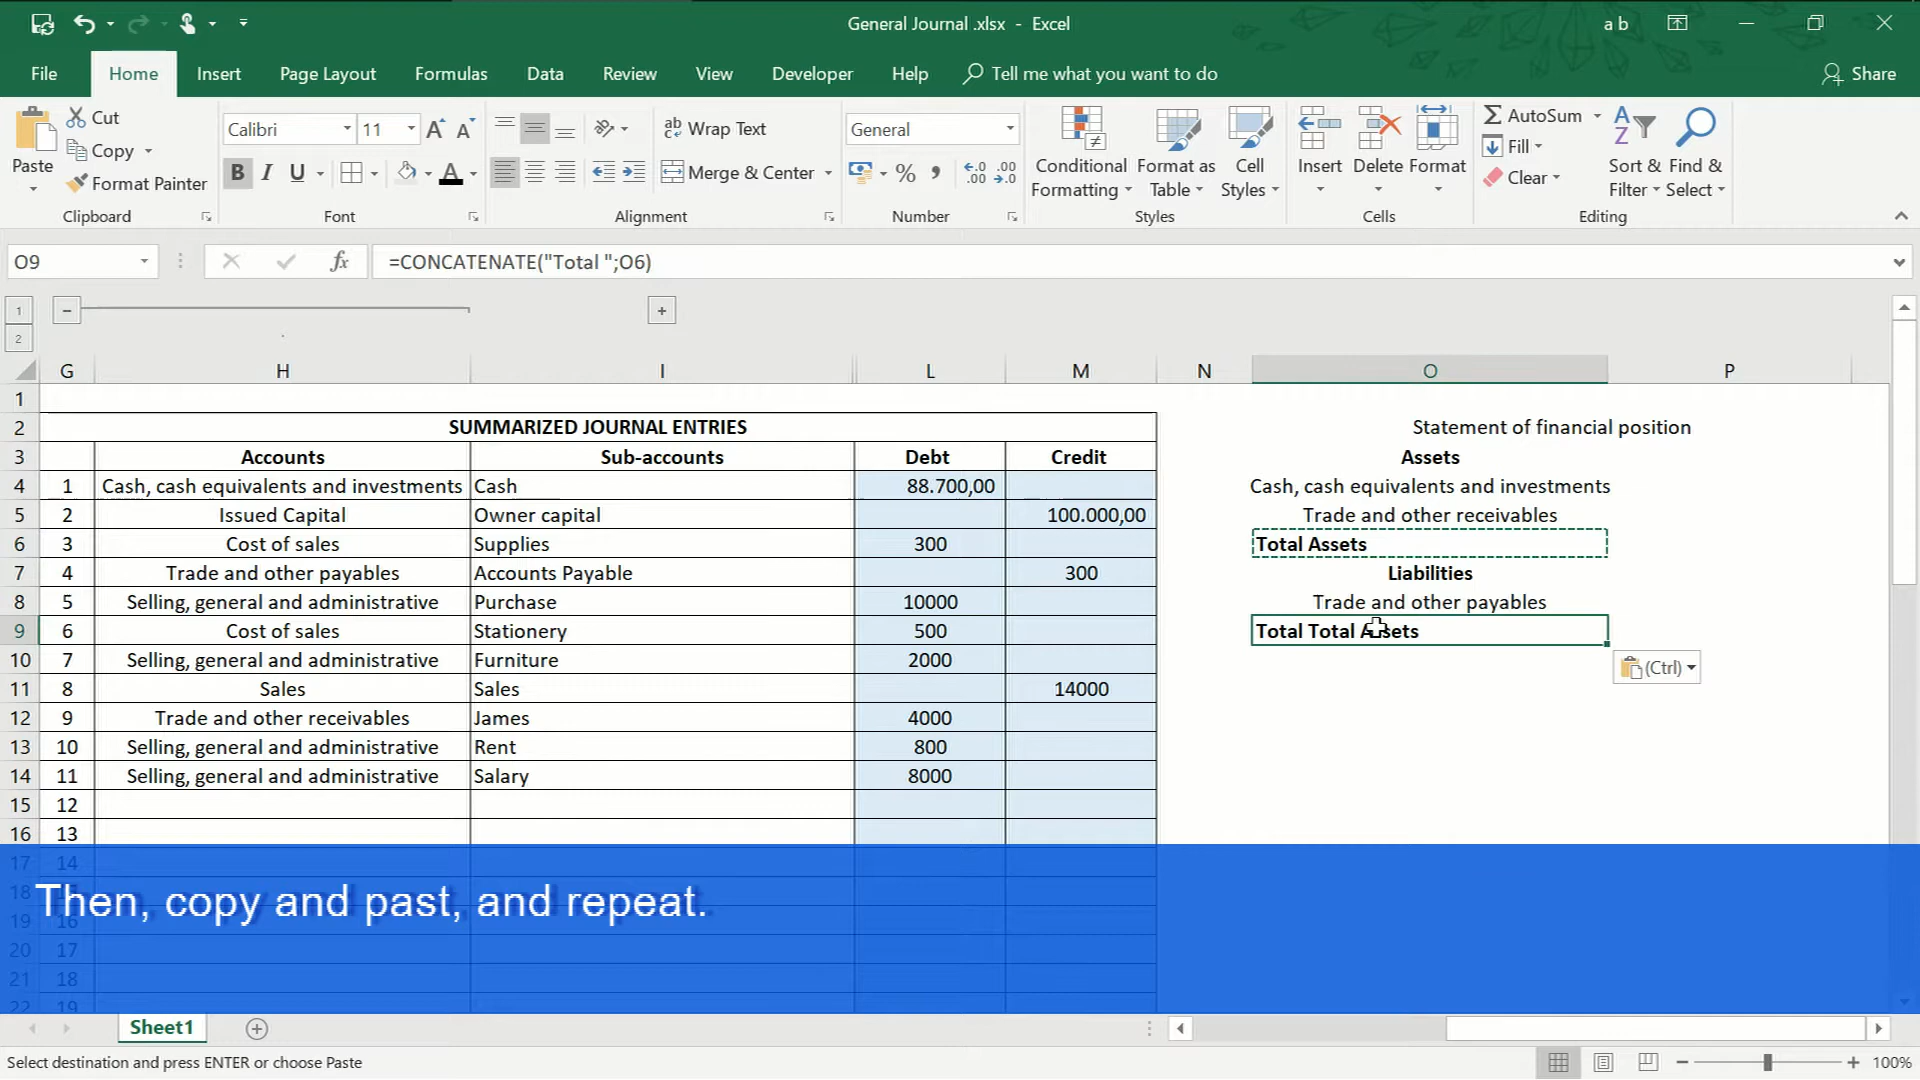 General Journal .xlsx - Excel
a b
File Home Insert Page Layout Formulas Data Review View Developer Help Tell me what you want to do Share
Paste
Cut
Copy
Format Painter
Clipboard
Calibri 11
B I U
Font
Wrap Text
Merge & Center
Alignment
General
% , ←.0 .00 .00 →.0
Number
Conditional Formatting
Format as Table
Cell Styles
Styles
Insert Delete Format
Cells
AutoSum
Fill
Clear
Sort & Filter
Find & Select
Editing
O9 fx =CONCATENATE("Total ";O6)
1
2
G H I L M N O P
1
2 SUMMARIZED JOURNAL ENTRIES Statement of financial position
3 Accounts Sub-accounts Debt Credit Assets
4 1 Cash, cash equivalents and investments Cash 88.700,00 Cash, cash equivalents and investments
5 2 Issued Capital Owner capital 100.000,00 Trade and other receivables
6 3 Cost of sales Supplies 300 Total Assets
7 4 Trade and other payables Accounts Payable 300 Liabilities
8 5 Selling, general and administrative Purchase 10000 Trade and other payables
9 6 Cost of sales Stationery 500 Total Total Assets
10 7 Selling, general and administrative Furniture 2000 (Ctrl)
11 8 Sales Sales 14000
12 9 Trade and other receivables James 4000
13 10 Selling, general and administrative Rent 800
14 11 Selling, general and administrative Salary 8000
15 12
16 13
17 14
18
19 16
Then, copy and past, and repeat.
20 17
21 18
22 19
Sheet1
Select destination and press ENTER or choose Paste
100%